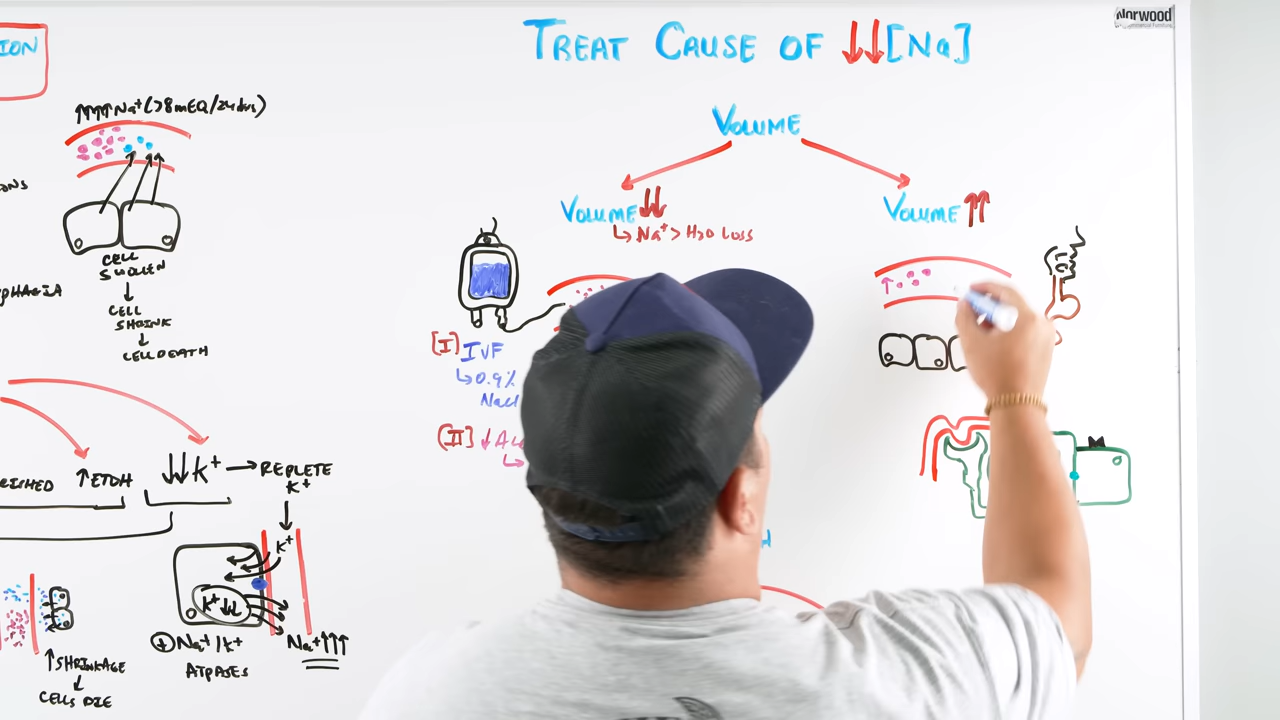 Norwood
TREAT CAUSE OF ↓↓[Na]
ION
↑↑↑↑Na⁺(>8mEQ/24hrs)
VOLUME
VOLUME↓↓
↳ Na⁺ > H₂O LOSS
VOLUME↑↑
CELL
SWOLLEN
↓
CELL
SHRINK
↓
CELL DEATH
PHAGIA
↑
[I] IVF
↳0.9%
NaCl
[II] ↓
↑ETOH
↓↓K⁺ → REPLETE
K⁺
K⁺
K⁺↓↓
⊕Na⁺/K⁺
ATPASES
Na⁺↑↑↑
↑SHRINKAGE
↓
CELLS DIE